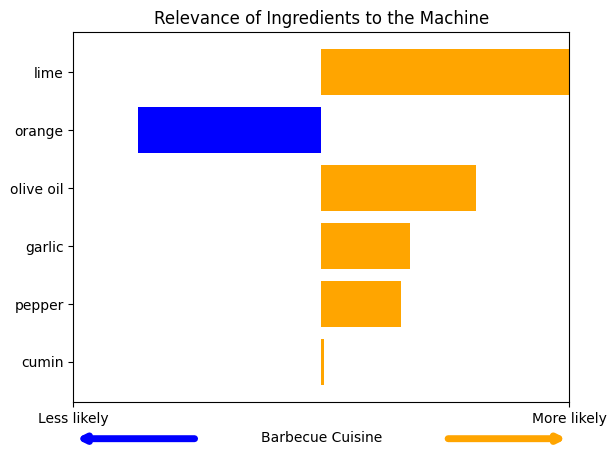 Relevance of Ingredients to the Machine
lime
orange
olive oil
garlic
pepper
cumin
Less likely
More likely
Barbecue Cuisine